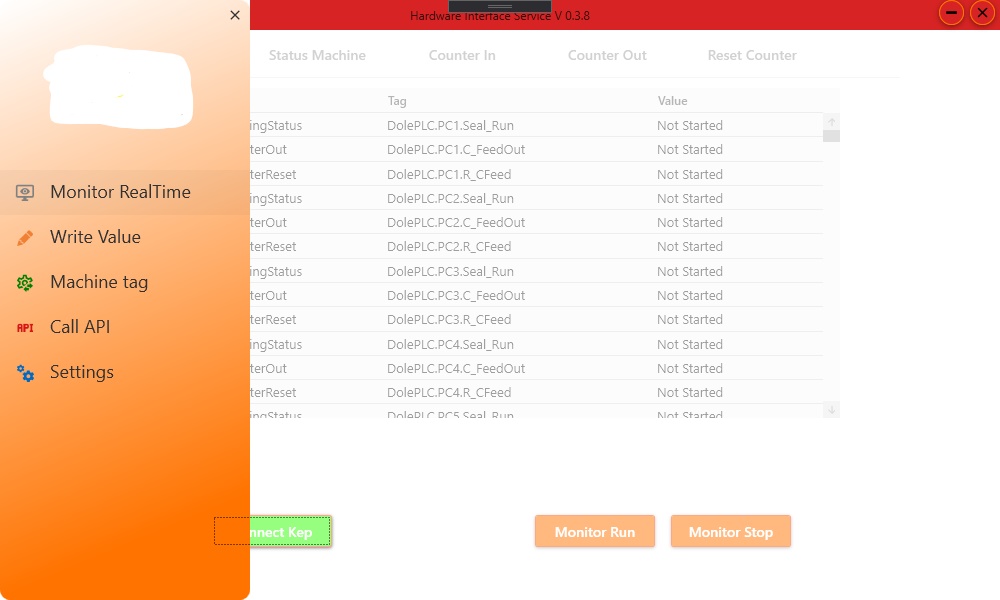 Hardware Interface Service V 0.3.8
Status Machine Counter In Counter Out Reset Counter
Tag Value
ingStatus DolePLC.PC1.Seal_Run Not Started
terOut DolePLC.PC1.C_FeedOut Not Started
terReset DolePLC.PC1.R_CFeed Not Started
ingStatus DolePLC.PC2.Seal_Run Not Started
terOut DolePLC.PC2.C_FeedOut Not Started
terReset DolePLC.PC2.R_CFeed Not Started
ingStatus DolePLC.PC3.Seal_Run Not Started
terOut DolePLC.PC3.C_FeedOut Not Started
terReset DolePLC.PC3.R_CFeed Not Started
ingStatus DolePLC.PC4.Seal_Run Not Started
terOut DolePLC.PC4.C_FeedOut Not Started
terReset DolePLC.PC4.R_CFeed Not Started
ingStatus DolePLC.PC5.Seal_Run Not Started
Monitor RealTime
Write Value
Machine tag
API Call API
Settings
nnect Kep Monitor Run Monitor Stop